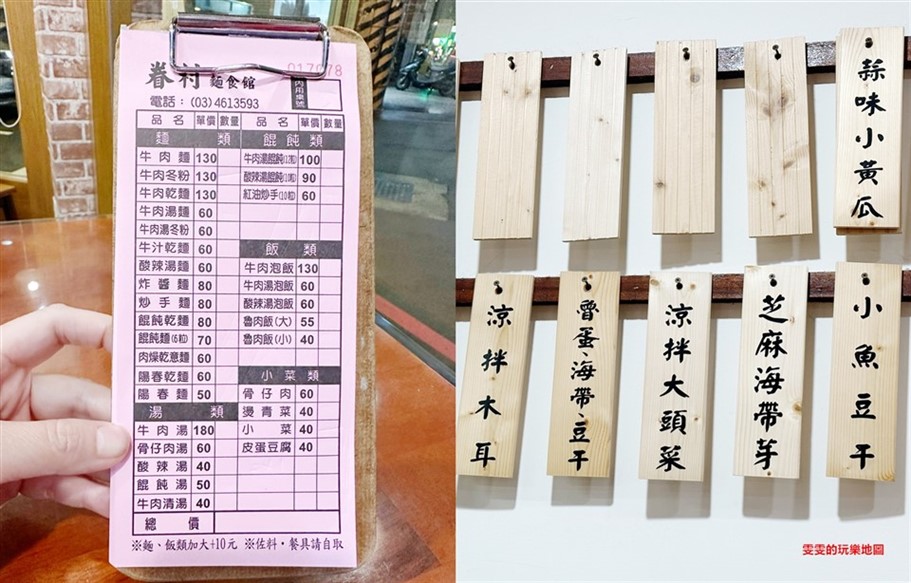 017078
眷村 麵食館
內用桌號
電話：(03)4613593
品名 單價 數量 品名 單價 數量
麵類 餛飩類
牛肉麵 130 牛肉湯餛飩(12粒) 100
牛肉冬粉 130 酸辣湯餛飩(10粒) 90
牛肉乾麵 130 紅油炒手(10粒) 60
牛肉湯麵 60
牛肉湯冬粉 60
牛汁乾麵 60 飯類
酸辣湯麵 60 牛肉泡飯 130
炸醬麵 80 牛肉湯泡飯 60
炒手麵 80 酸辣湯泡飯 60
餛飩乾麵 80 魯肉飯(大) 55
餛飩麵(6粒) 70 魯肉飯(小) 40
肉燥乾意麵 60
陽春乾麵 60 小菜類
陽春麵 50 骨仔肉 60
湯類 燙青菜 40
牛肉湯 180 小菜 40
骨仔肉湯 60 皮蛋豆腐 40
酸辣湯 40
餛飩湯 50
牛肉清湯 40
總價
※麵、飯類加大+10元 ※佐料·餐具請自取
蒜味小黃瓜
涼拌木耳
魯蛋、海帶、豆干
涼拌大頭菜
芝麻海帶芽
小魚豆干
雯雯的玩樂地圖